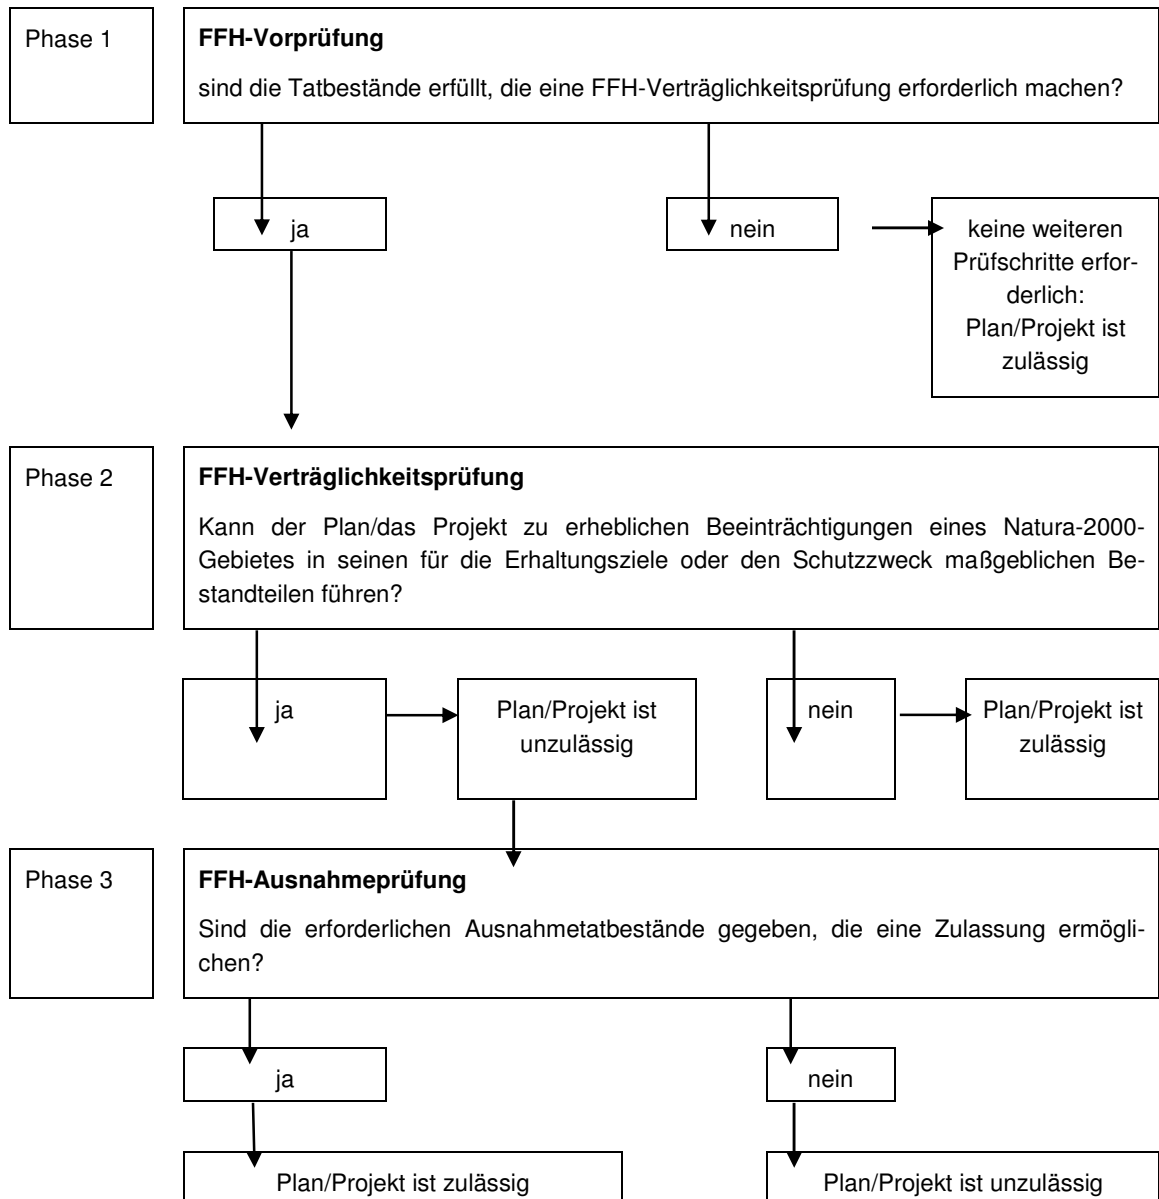 Phase 1
FFH-Vorprüfung
sind die Tatbestände erfüllt, die eine FFH-Verträglichkeitsprüfung erforderlich machen?
ja
nein
keine weiteren
Prüfschritte erfor-
derlich:
Plan/Projekt ist
zulässig
Phase 2
FFH-Verträglichkeitsprüfung
Kann der Plan/das Projekt zu erheblichen Beeinträchtigungen eines Natura-2000-
Gebietes in seinen für die Erhaltungsziele oder den Schutzzweck maßgeblichen Be-
standteilen führen?
ja
Plan/Projekt ist
unzulässig
nein
Plan/Projekt ist
zulässig
Phase 3
FFH-Ausnahmeprüfung
Sind die erforderlichen Ausnahmetatbestände gegeben, die eine Zulassung ermögli-
chen?
ja
nein
Plan/Projekt ist zulässig
Plan/Projekt ist unzulässig